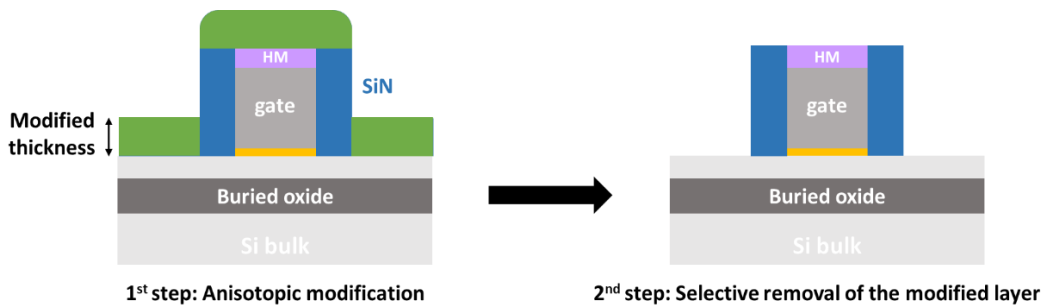 HM
SiN
gate
Modified
thickness
Buried oxide
Si bulk
1st step: Anisotopic modification
HM
gate
Buried oxide
Si bulk
2nd step: Selective removal of the modified layer